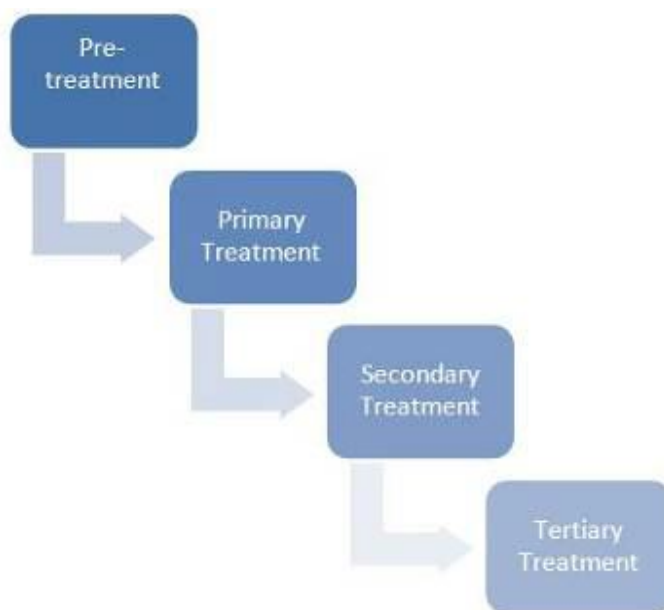 Pre-
treatment
Primary
Treatment
Secondary
Treatment
Tertiary
Treatment